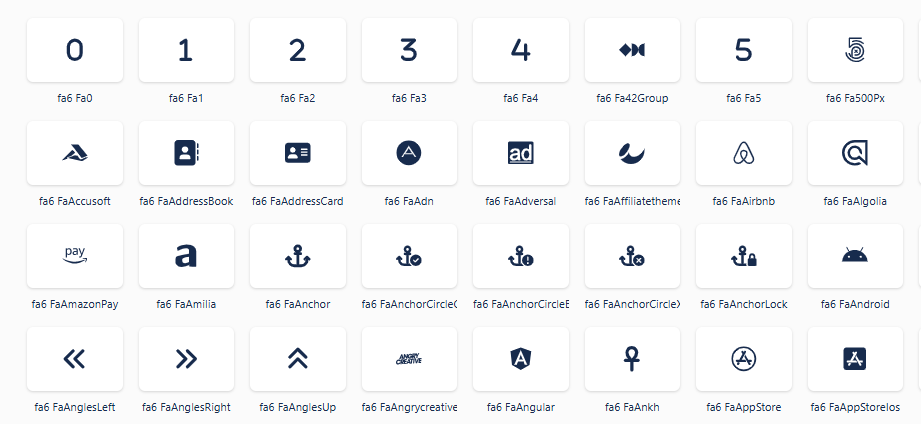 0 1 2 3 4 5 5
fa6 Fa0 fa6 Fa1 fa6 Fa2 fa6 Fa3 fa6 Fa4 fa6 Fa42Group fa6 Fa5 fa6 Fa500Px
A ad
fa6 FaAccusoft fa6 FaAddressBook fa6 FaAddressCard fa6 FaAdn fa6 FaAdversal fa6 FaAffiliatetheme fa6 FaAirbnb fa6 FaAlgolia
pay a
fa6 FaAmazonPay fa6 FaAmilia fa6 FaAnchor fa6 FaAnchorCircleC fa6 FaAnchorCircleE fa6 FaAnchorCircleX fa6 FaAnchorLock fa6 FaAndroid
ANGRY CREATIVE A
fa6 FaAnglesLeft fa6 FaAnglesRight fa6 FaAnglesUp fa6 FaAngrycreative fa6 FaAngular fa6 FaAnkh fa6 FaAppStore fa6 FaAppStoreIos